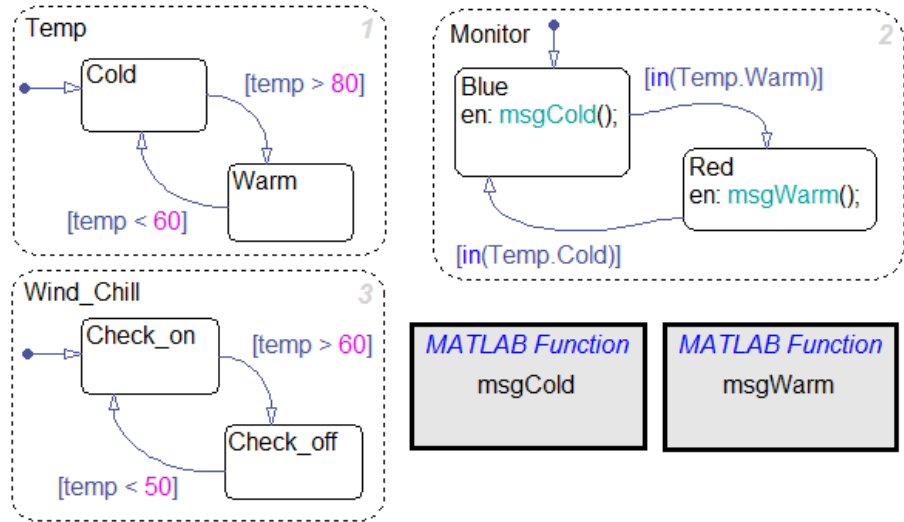 Temp
1
Cold
[temp > 80]
Warm
[temp < 60]
Monitor
2
Blue
en: msgCold();
[in(Temp.Warm)]
Red
en: msgWarm();
[in(Temp.Cold)]
Wind_Chill
3
Check_on
[temp > 60]
Check_off
[temp < 50]
MATLAB Function
msgCold
MATLAB Function
msgWarm